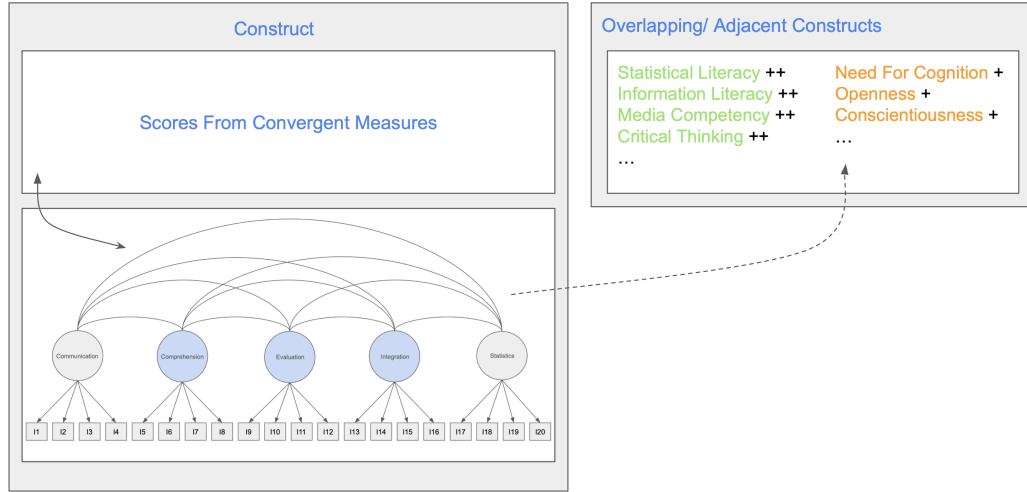 Construct
Scores From Convergent Measures
Communication
Comprehension
Evaluation
Integration
Statistics
I1 I2 I3 I4 I5 I6 I7 I8 I9 I10 I11 I12 I13 I14 I15 I16 I17 I18 I19 I20
Overlapping/ Adjacent Constructs
Statistical Literacy ++
Information Literacy ++
Media Competency ++
Critical Thinking ++
...
Need For Cognition +
Openness +
Conscientiousness +
...